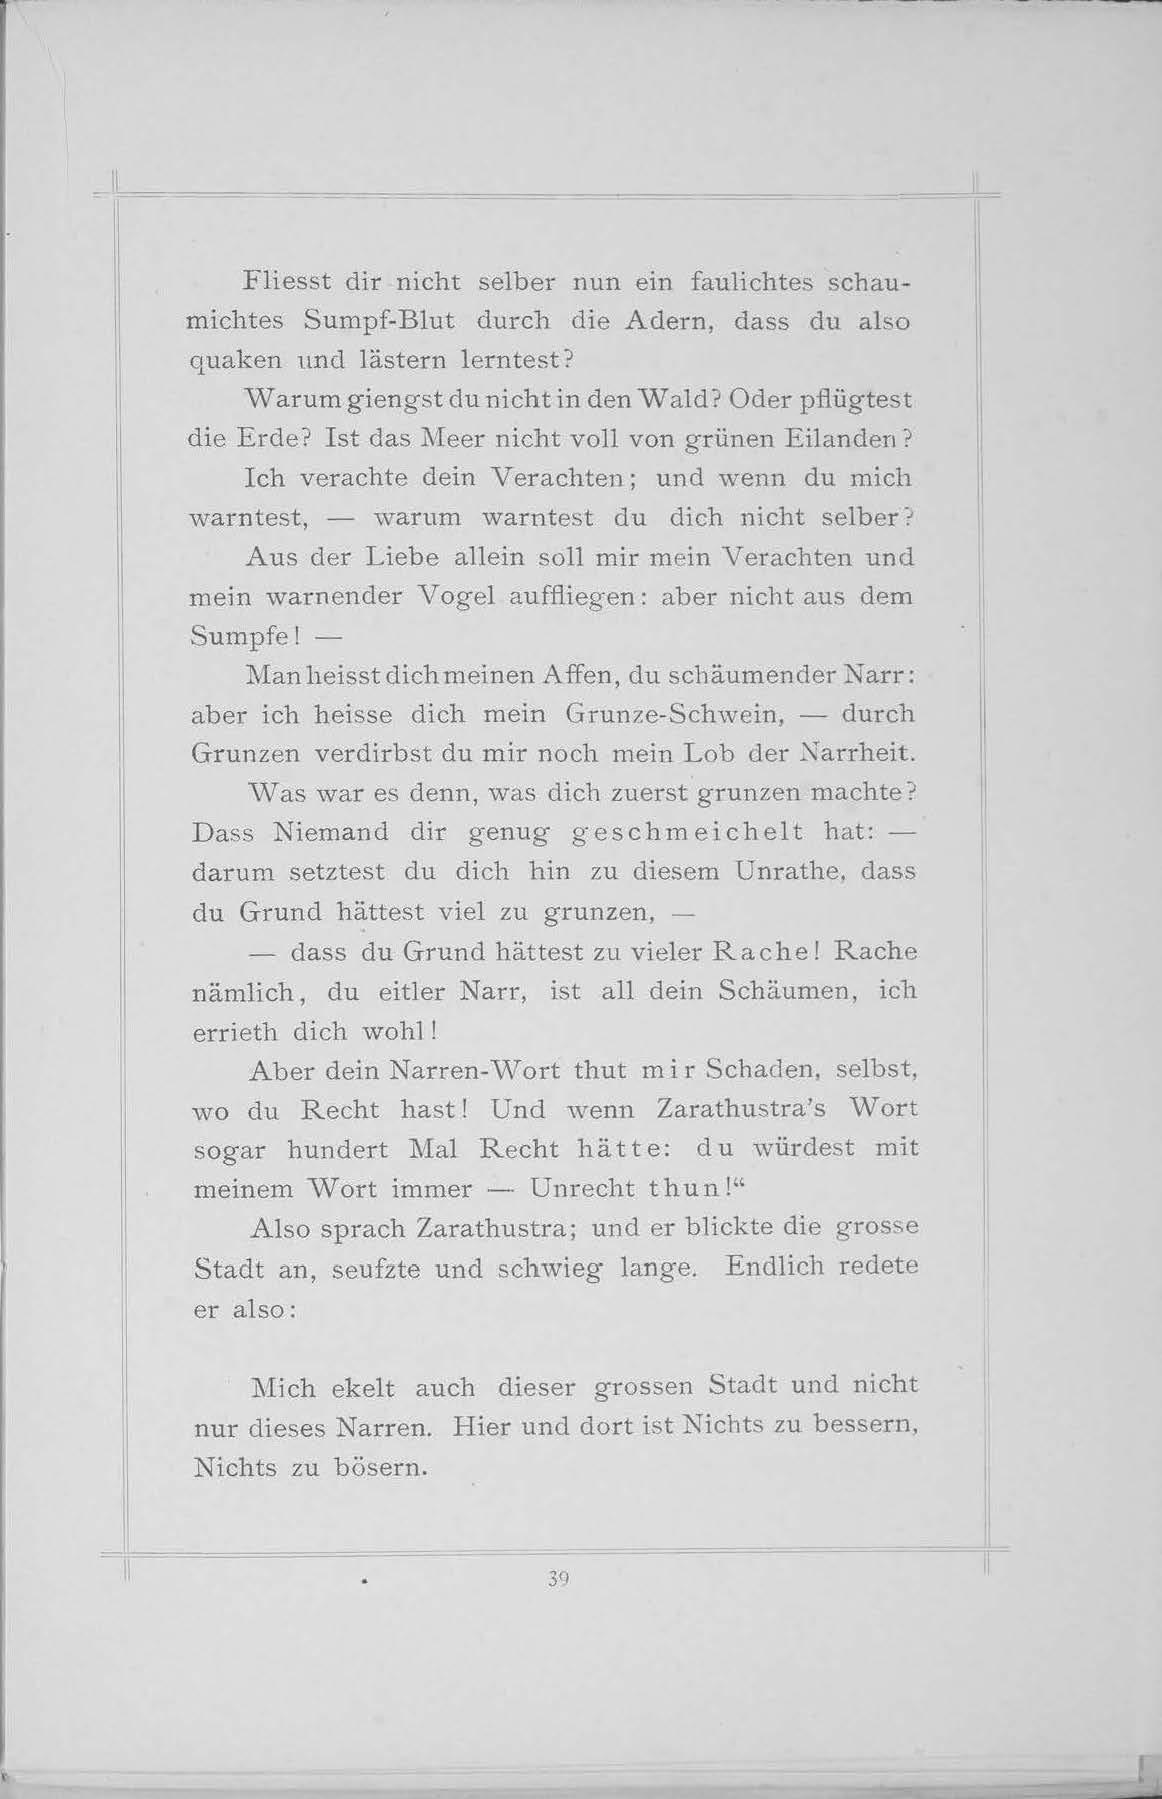 Fliesst dir nicht selber nun ein faulichtes schau-
michtes Sumpf-Blut durch die Adern, dass du also
quaken und lästern lerntest?
Warum giengst du nicht in den Wald? Oder pflügtest
die Erde? Ist das Meer nicht voll von grünen Eilanden?
Ich verachte dein Verachten; und wenn du mich
warntest, — warum warntest du dich nicht selber?
Aus der Liebe allein soll mir mein Verachten und
mein warnender Vogel auffliegen: aber nicht aus dem
Sumpfe! —
Man heisst dich meinen Affen, du schäumender Narr:
aber ich heisse dich mein Grunze-Schwein, — durch
Grunzen verdirbst du mir noch mein Lob der Narrheit.
Was war es denn, was dich zuerst grunzen machte?
Dass Niemand dir genug geschmeichelt hat: —
darum setztest du dich hin zu diesem Unrathe, dass
du Grund hättest viel zu grunzen, —
— dass du Grund hättest zu vieler Rache! Rache
nämlich, du eitler Narr, ist all dein Schäumen, ich
errieth dich wohl!
Aber dein Narren-Wort thut mir Schaden, selbst,
wo du Recht hast! Und wenn Zarathustra's Wort
sogar hundert Mal Recht hätte: du würdest mit
meinem Wort immer — Unrecht thun!“
Also sprach Zarathustra; und er blickte die grosse
Stadt an, seufzte und schwieg lange. Endlich redete
er also:
Mich ekelt auch dieser grossen Stadt und nicht
nur dieses Narren. Hier und dort ist Nichts zu bessern,
Nichts zu bösern.
39